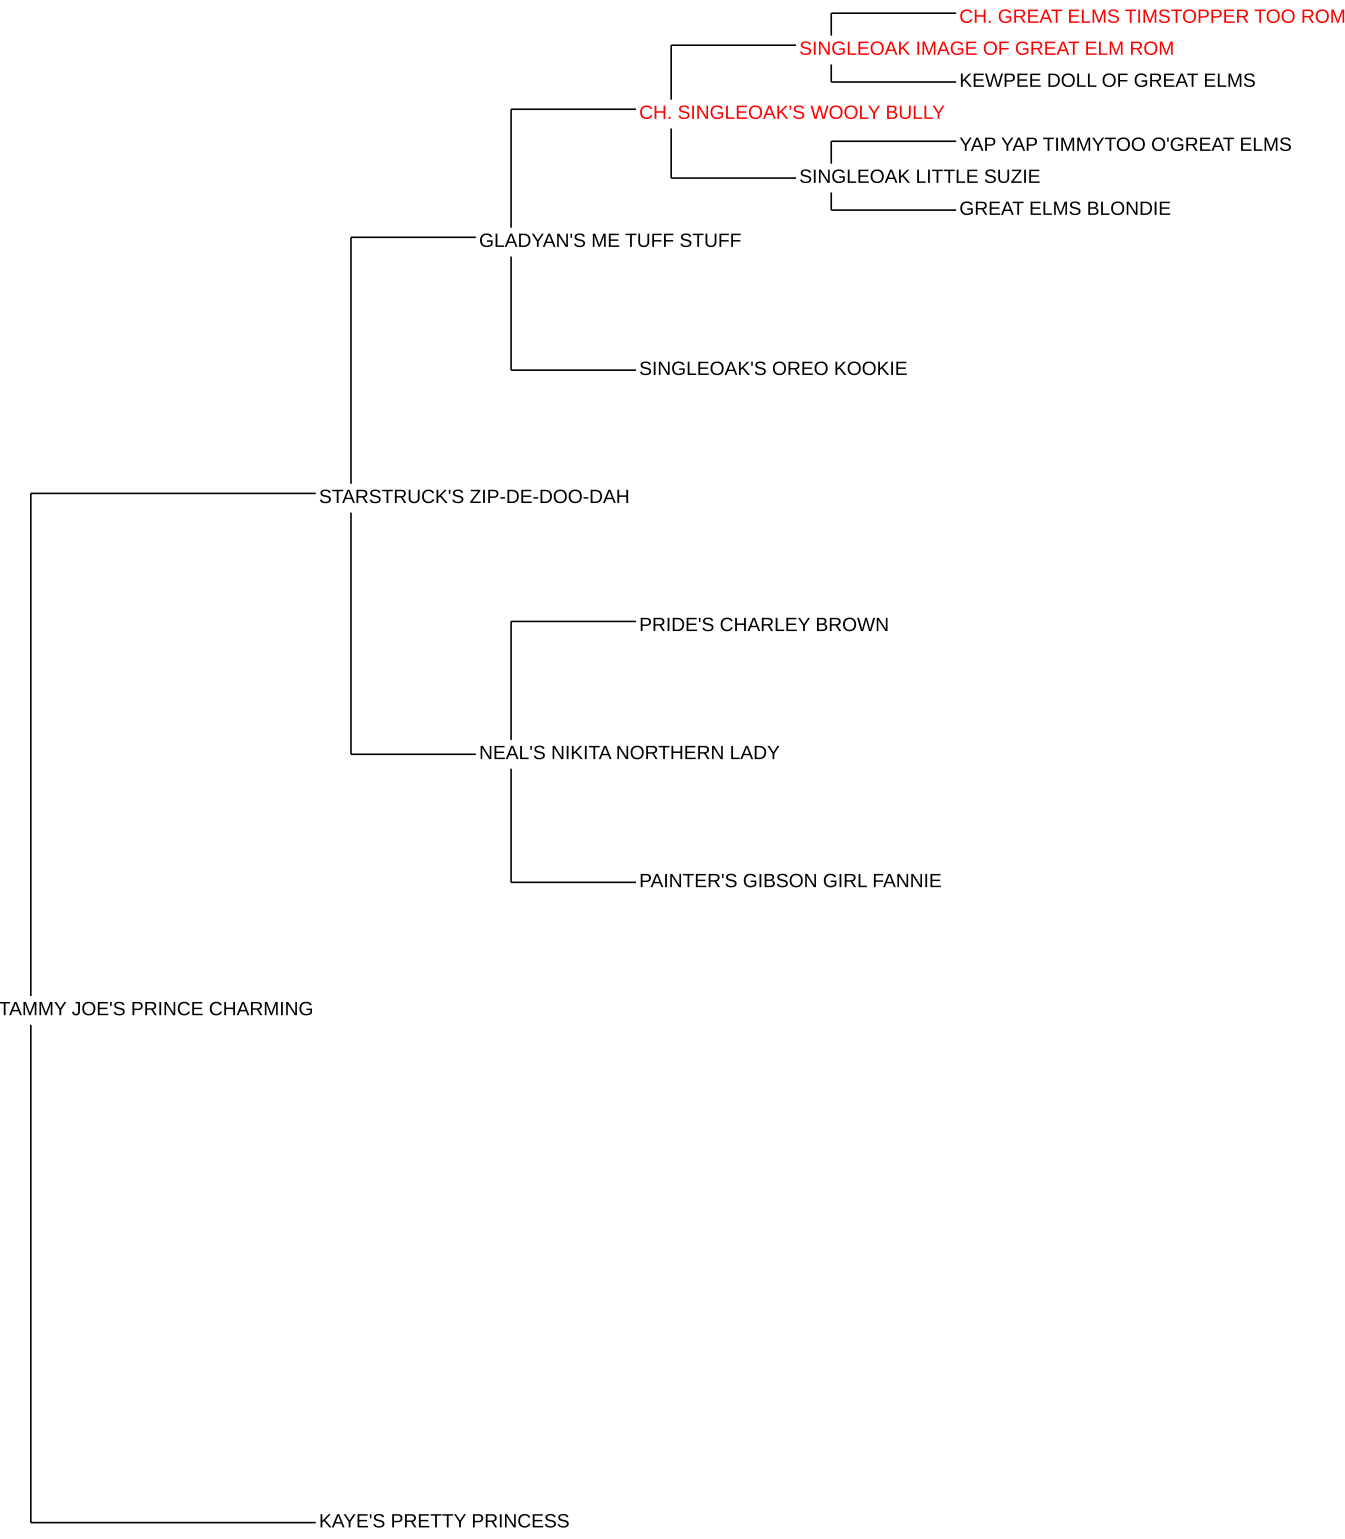 CH. GREAT ELMS TIMSTOPPER TOO ROM
SINGLEOAK IMAGE OF GREAT ELM ROM
KEWPEE DOLL OF GREAT ELMS
CH. SINGLEOAK'S WOOLY BULLY
YAP YAP TIMMYTOO O'GREAT ELMS
SINGLEOAK LITTLE SUZIE
GREAT ELMS BLONDIE
GLADYAN'S ME TUFF STUFF
SINGLEOAK'S OREO KOOKIE
STARSTRUCK'S ZIP-DE-DOO-DAH
PRIDE'S CHARLEY BROWN
NEAL'S NIKITA NORTHERN LADY
PAINTER'S GIBSON GIRL FANNIE
TAMMY JOE'S PRINCE CHARMING
KAYE'S PRETTY PRINCESS